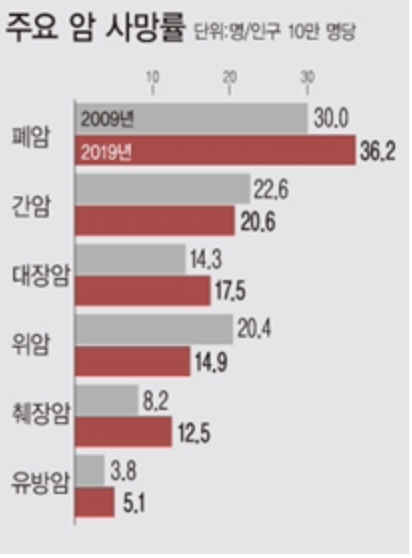 주요 암 사망률 단위:명/인구 10만 명당
10 20 30
폐암
2009년 30.0
2019년 36.2
간암
22.6
20.6
대장암
14.3
17.5
위암
20.4
14.9
췌장암
8.2
12.5
유방암
3.8
5.1